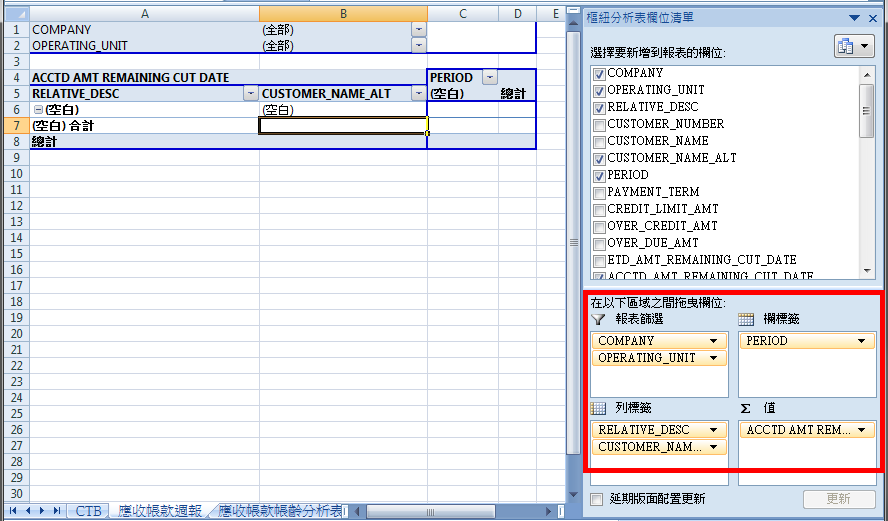 A B C D E
1 COMPANY (全部)
2 OPERATING_UNIT (全部)
3
4 ACCTD AMT REMAINING CUT DATE PERIOD
5 RELATIVE_DESC CUSTOMER_NAME_ALT (空白) 總計
6 (空白) (空白)
7 (空白) 合計
8 總計
9
10
11
12
13
14
15
16
17
18
19
20
21
22
23
24
25
26
27
28
29
30
CTB 應收帳款週報 應收帳款帳齡分析表
樞紐分析表欄位清單
選擇要新增到報表的欄位:
COMPANY
OPERATING_UNIT
RELATIVE_DESC
CUSTOMER_NUMBER
CUSTOMER_NAME
CUSTOMER_NAME_ALT
PERIOD
PAYMENT_TERM
CREDIT_LIMIT_AMT
OVER_CREDIT_AMT
OVER_DUE_AMT
ETD_AMT_REMAINING_CUT_DATE
ACCTD_AMT_REMAINING_CUT_DATE
在以下區域之間拖曳欄位:
報表篩選 欄標籤
COMPANY PERIOD
OPERATING_UNIT
列標籤 Σ 值
RELATIVE_DESC ACCTD AMT REM...
CUSTOMER_NAM...
延期版面配置更新 更新